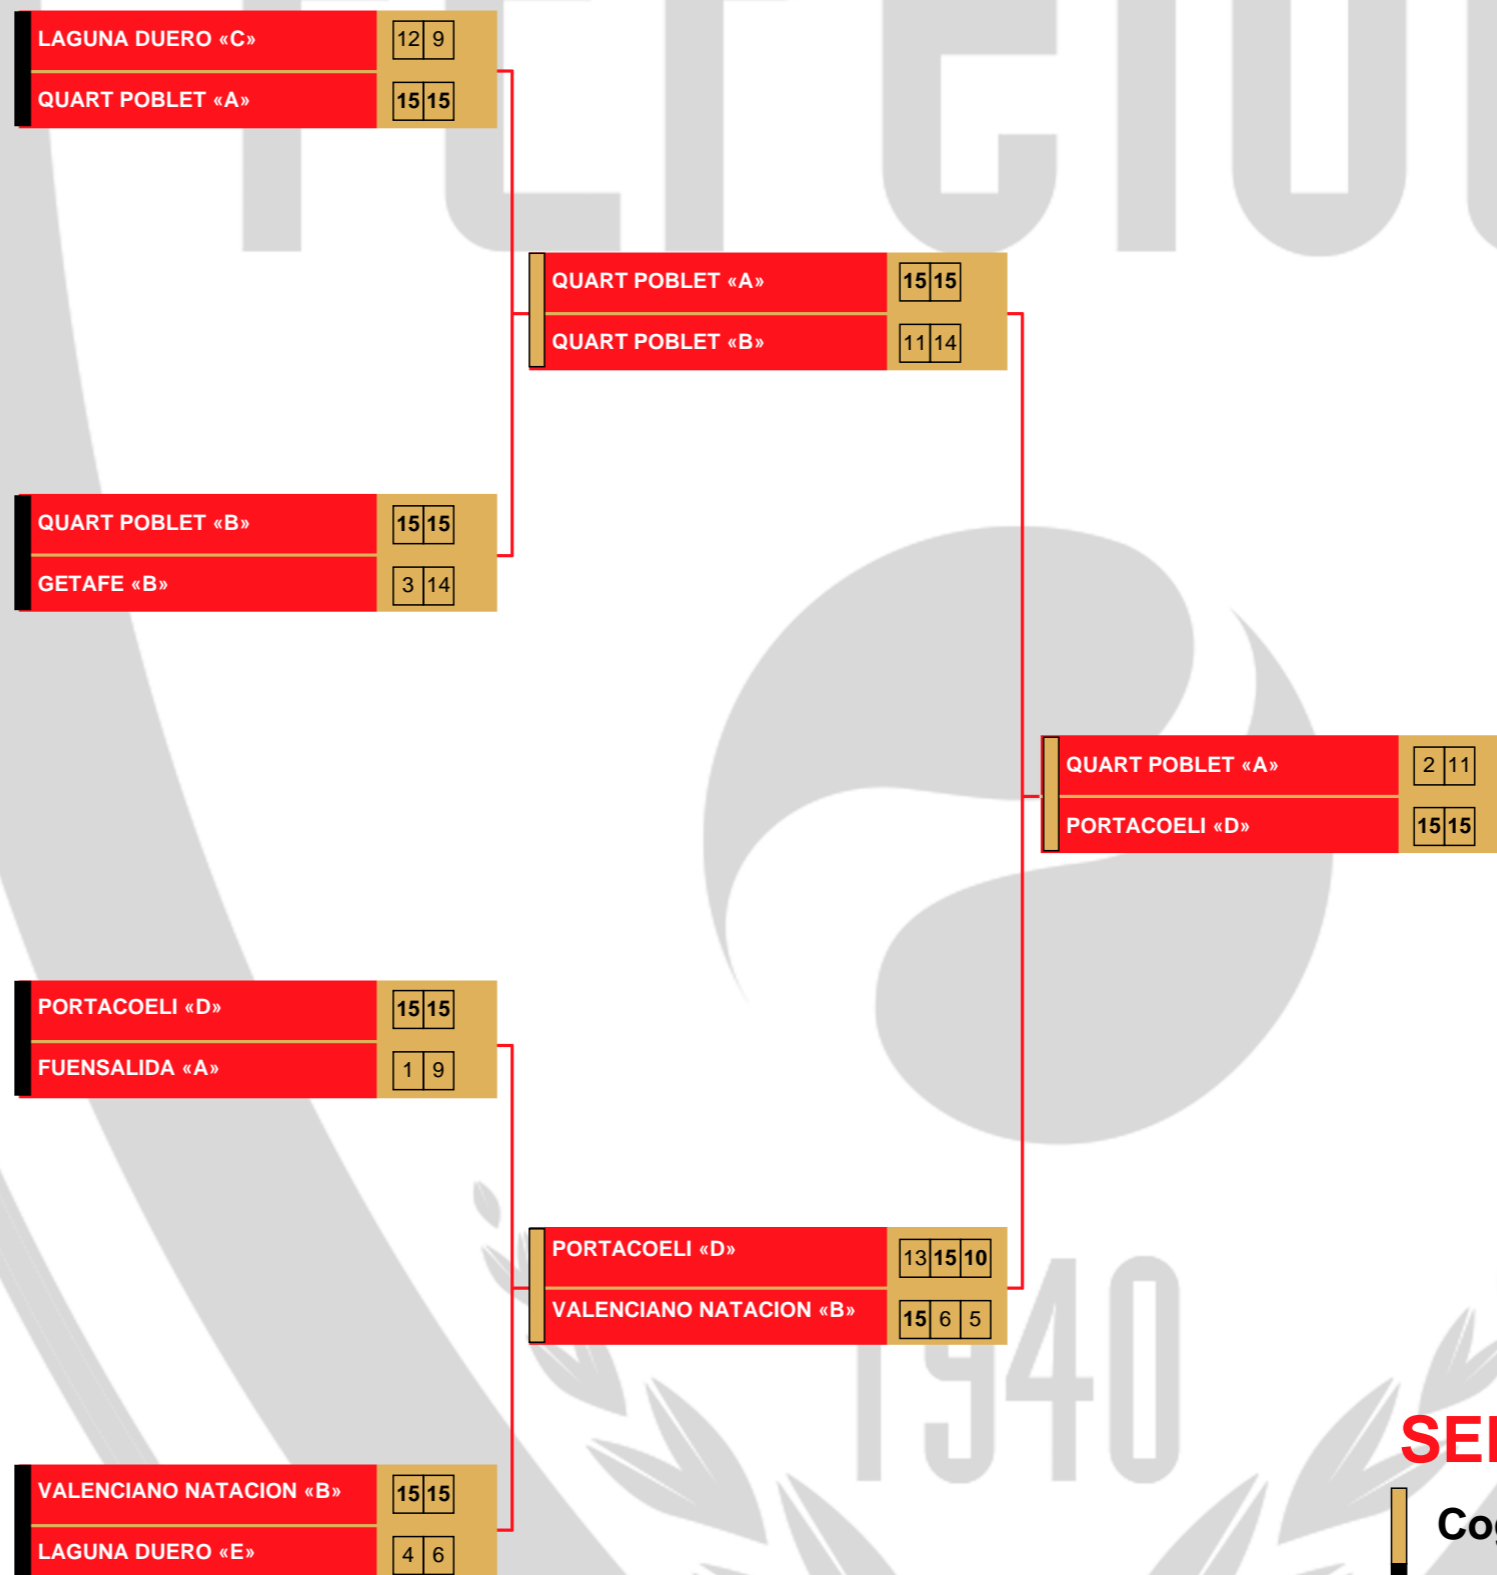 LAGUNA DUERO «C» 12 9
QUART POBLET «A» 15 15
QUART POBLET «A» 15 15
QUART POBLET «B» 11 14
QUART POBLET «B» 15 15
GETAFE «B» 3 14
QUART POBLET «A» 2 11
PORTACOELI «D» 15 15
PORTACOELI «D» 15 15
FUENSALIDA «A» 1 9
PORTACOELI «D» 13 15 10
VALENCIANO NATACION «B» 15 6 5
1940
VALENCIANO NATACION «B» 15 15
LAGUNA DUERO «E» 4 6